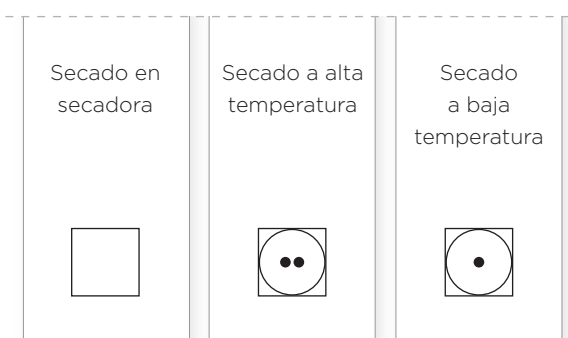 Secado en
secadora
Secado a alta
temperatura
Secado
a baja
temperatura